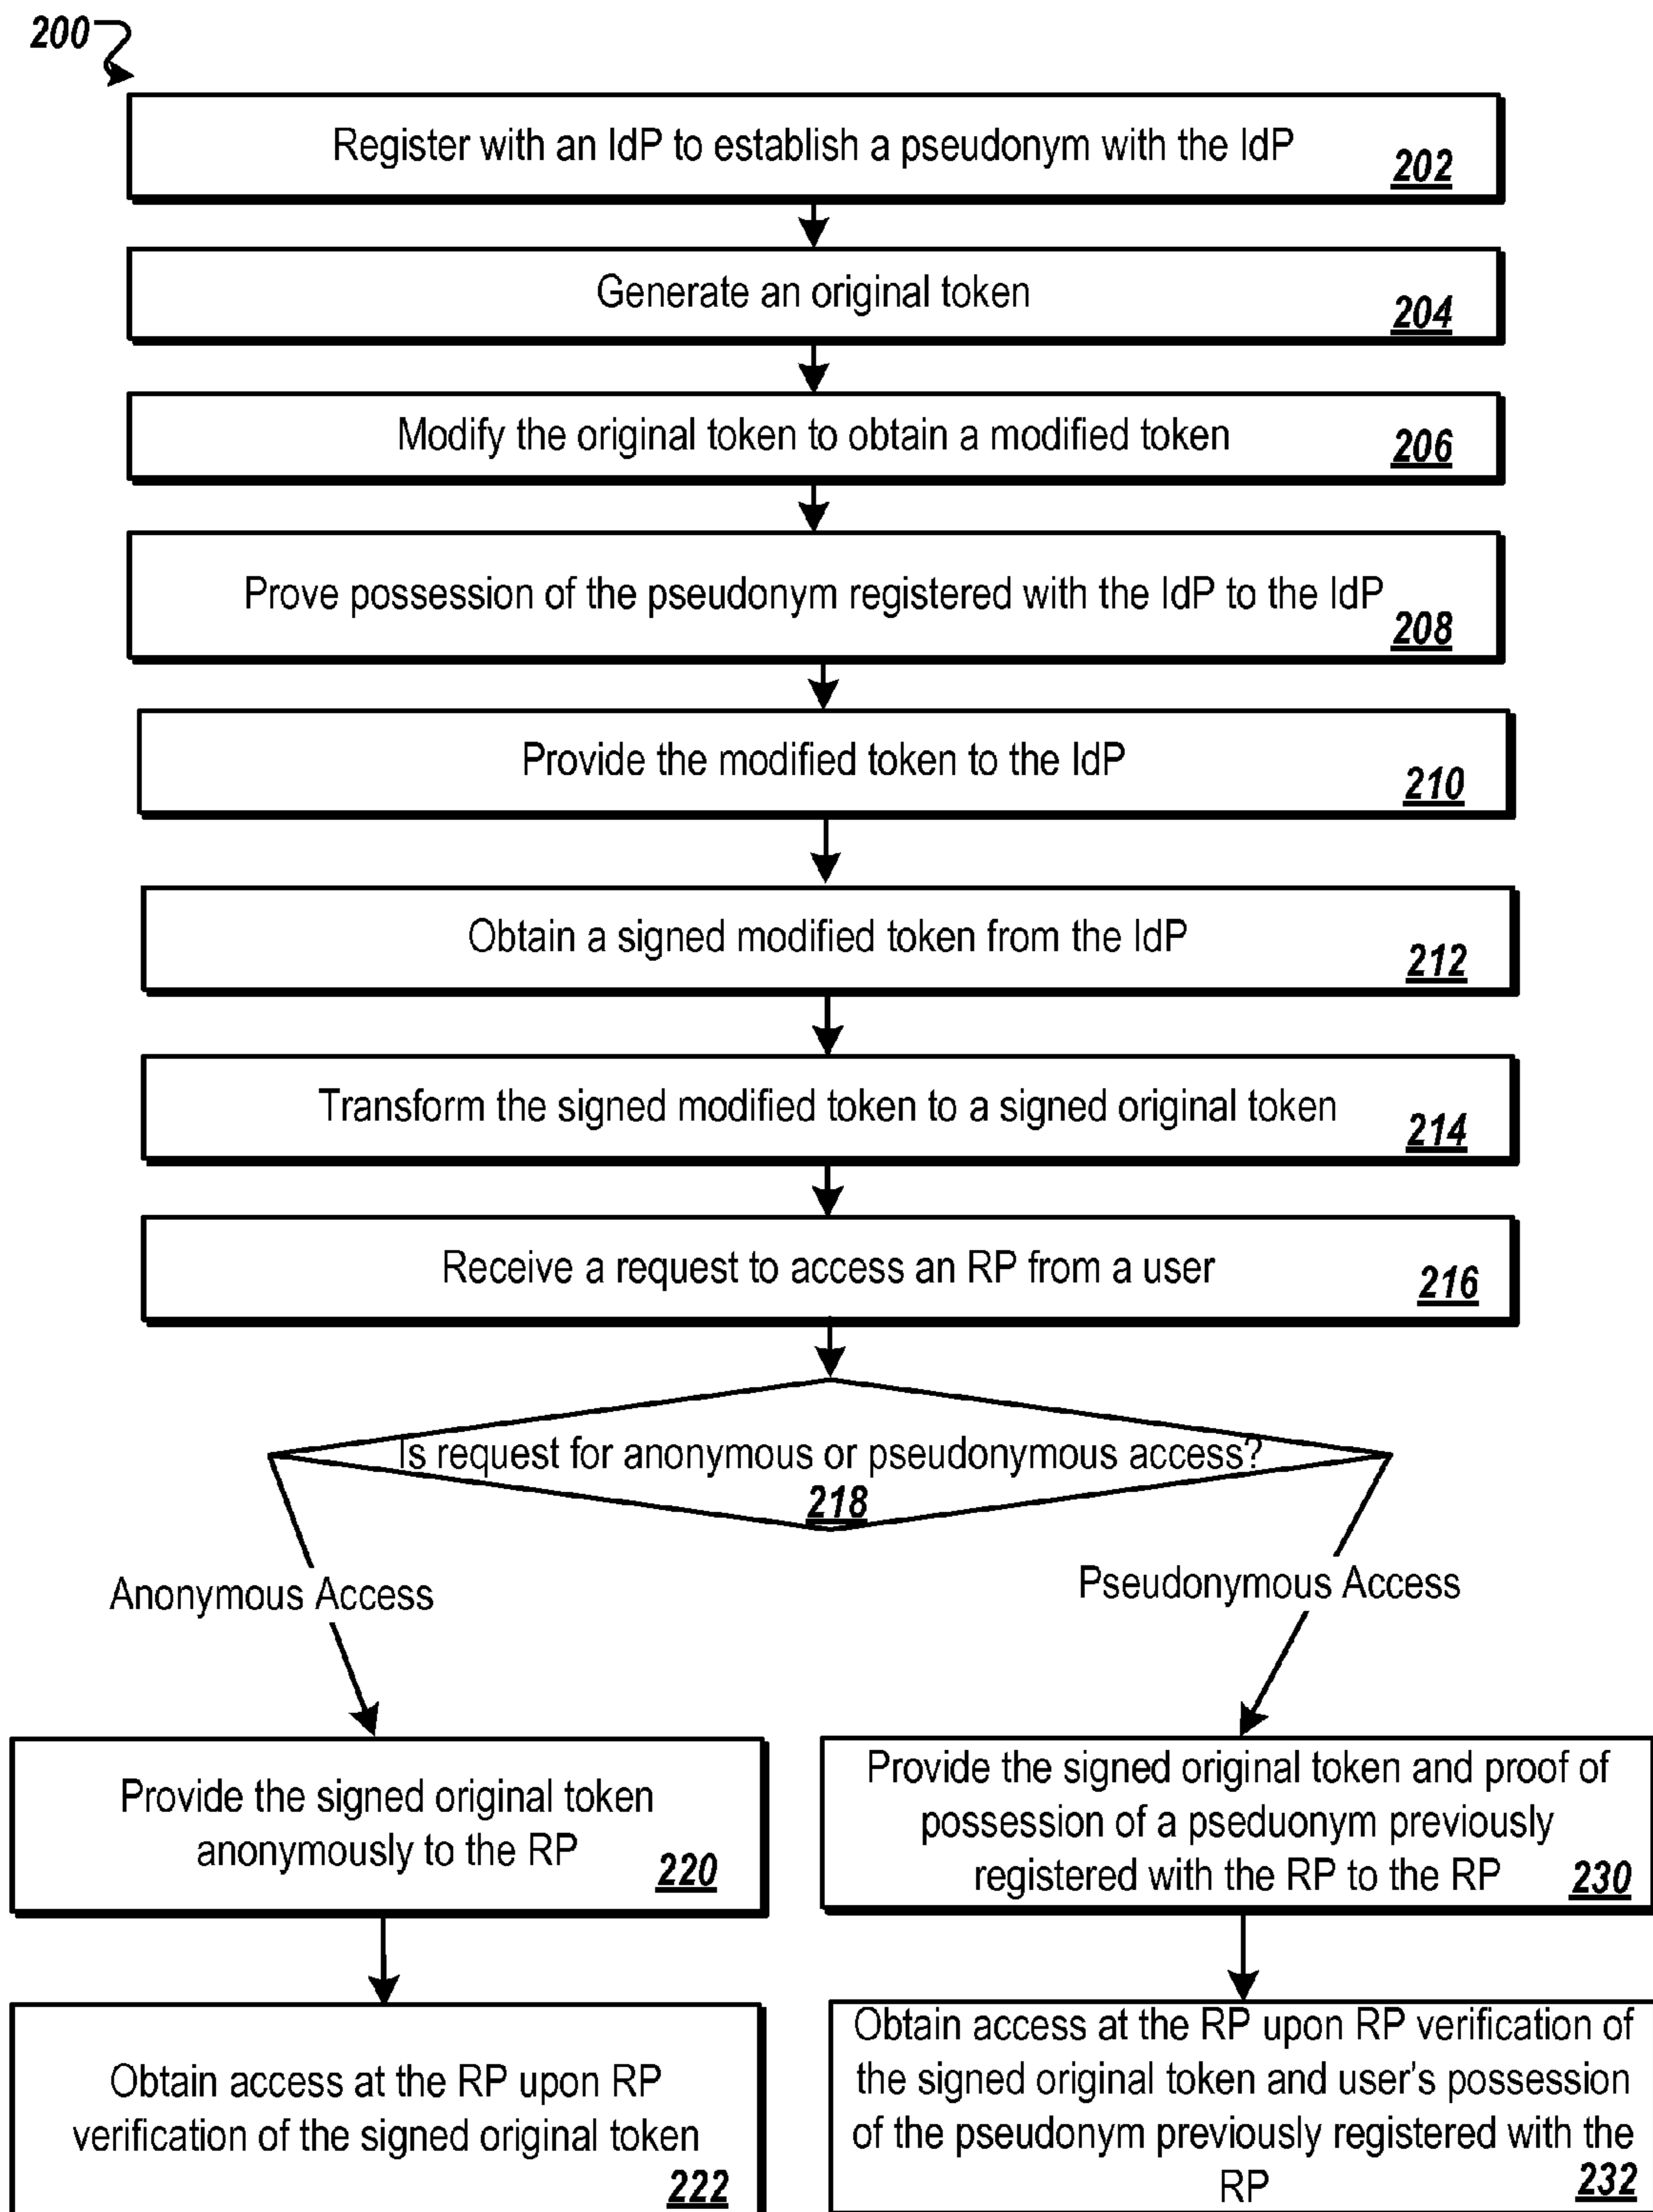 200
Register with an IdP to establish a pseudonym with the IdP
202
Generate an original token
204
Modify the original token to obtain a modified token
206
Prove possession of the pseudonym registered with the IdP to the IdP
208
Provide the modified token to the IdP
210
Obtain a signed modified token from the IdP
212
Transform the signed modified token to a signed original token
214
Receive a request to access an RP from a user
216
Is request for anonymous or pseudonymous access?
218
Anonymous Access
Pseudonymous Access
Provide the signed original token
anonymously to the RP
220
Provide the signed original token and proof of
possession of a pseduonym previously
registered with the RP to the RP
230
Obtain access at the RP upon RP
verification of the signed original token
222
Obtain access at the RP upon RP verification of
the signed original token and user's possession
of the pseudonym previously registered with the
RP
232